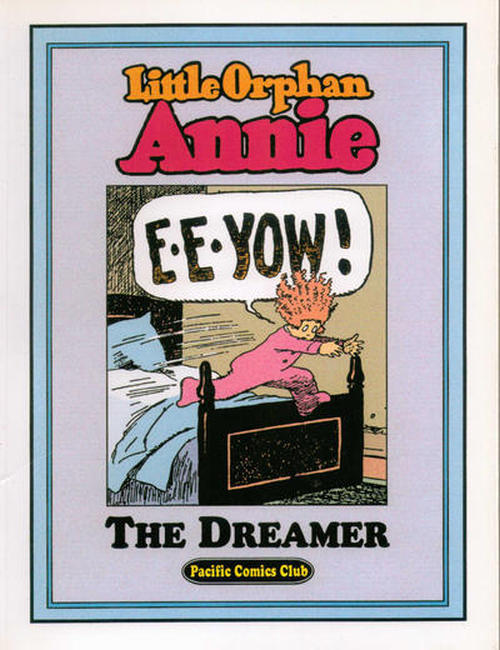 Little Orphan
Annie
E·E·YOW!
THE DREAMER
Pacific Comics Club